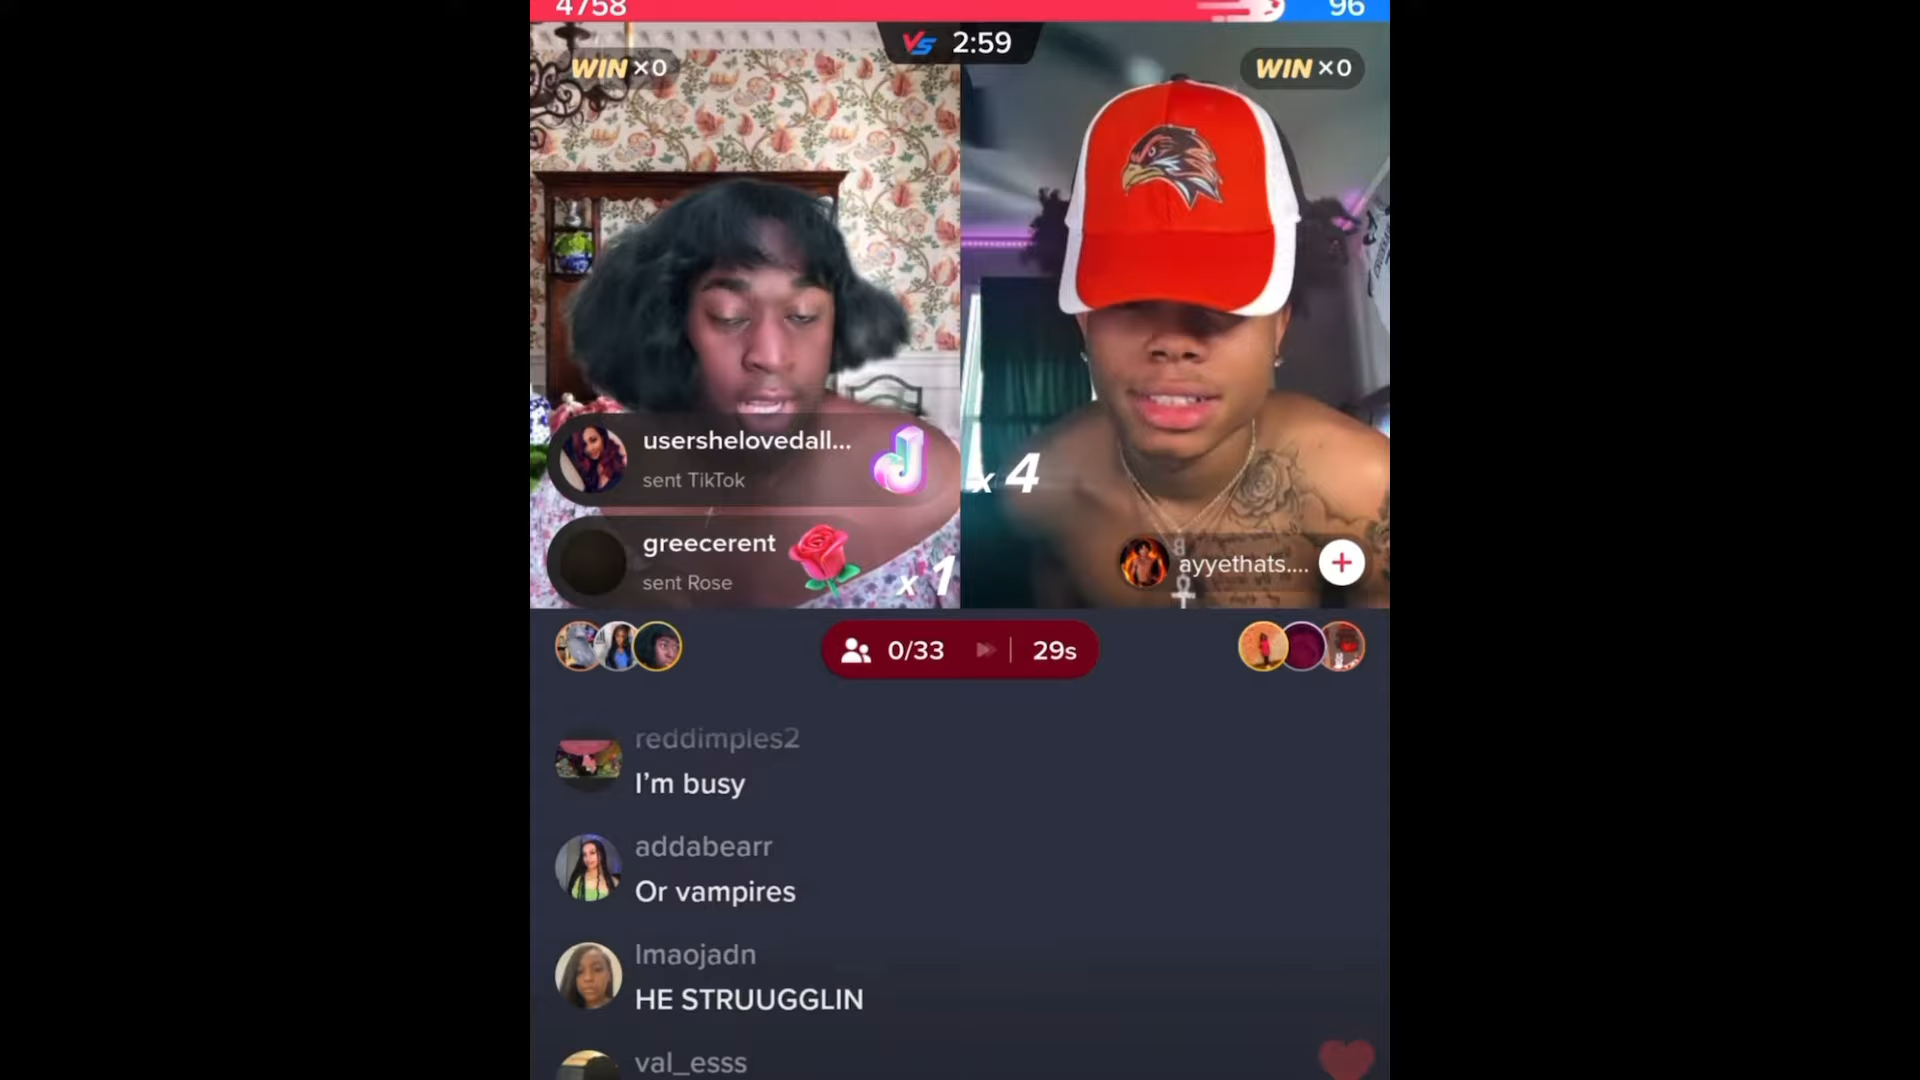 4758
96
VS 2:59
WIN ×0
WIN ×0
usershelovedall...
sent TikTok
x 4
greecerent
sent Rose
x 1
ayyethats....
0/33
29s
reddimples2
I'm busy
addabearr
Or vampires
lmaojadn
HE STRUUGGLIN
val_esss